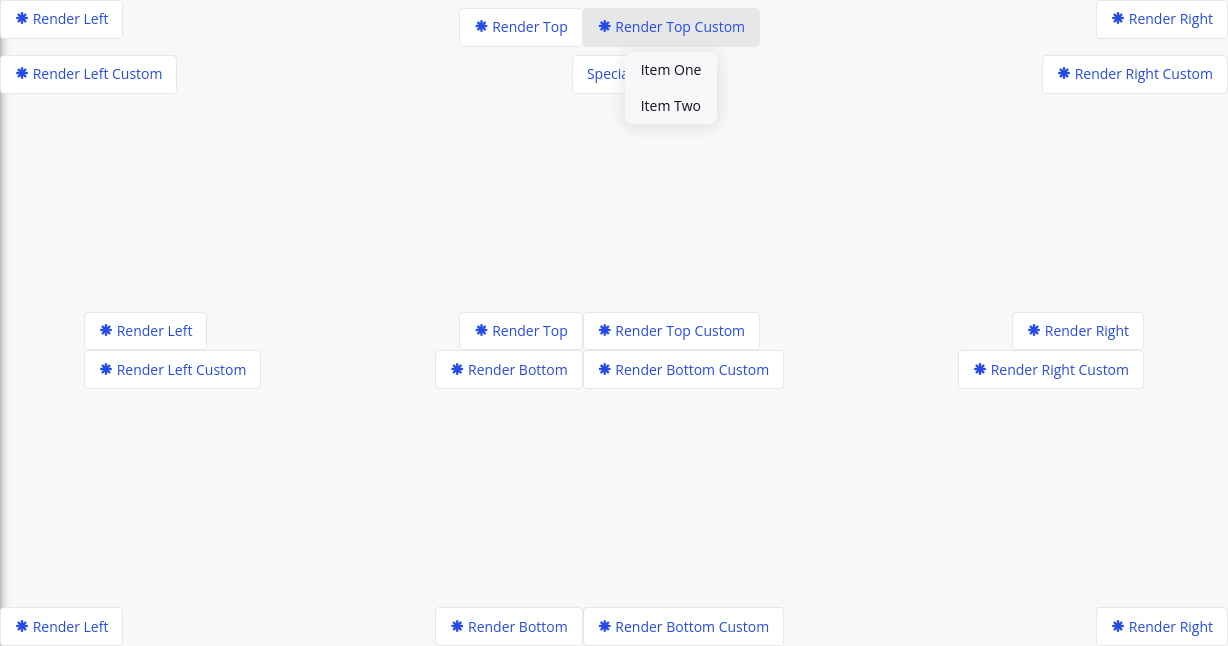 Render Left
Render Top
Render Top Custom
Render Right
Render Left Custom
Item One
Item Two
Render Right Custom
Render Left
Render Top
Render Top Custom
Render Right
Render Left Custom
Render Bottom
Render Bottom Custom
Render Right Custom
Render Left
Render Bottom
Render Bottom Custom
Render Right